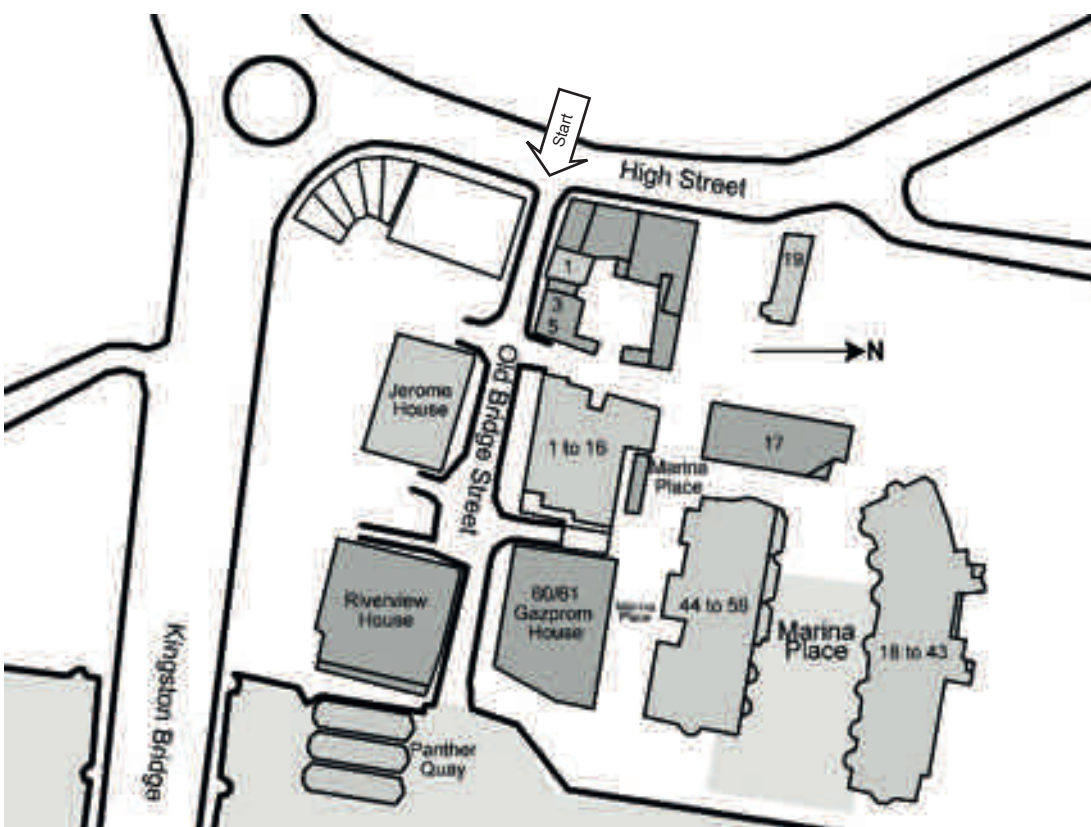 Start
High Street
1
19
3
5
N
Jerome
House
Old Bridge Street
1 to 16
17
Marina
Place
Riverview
House
60/61
Gazprom
House
Marina
Place
44 to 56
Marina
Place
18 to 43
Kingston Bridge
Panther
Quay